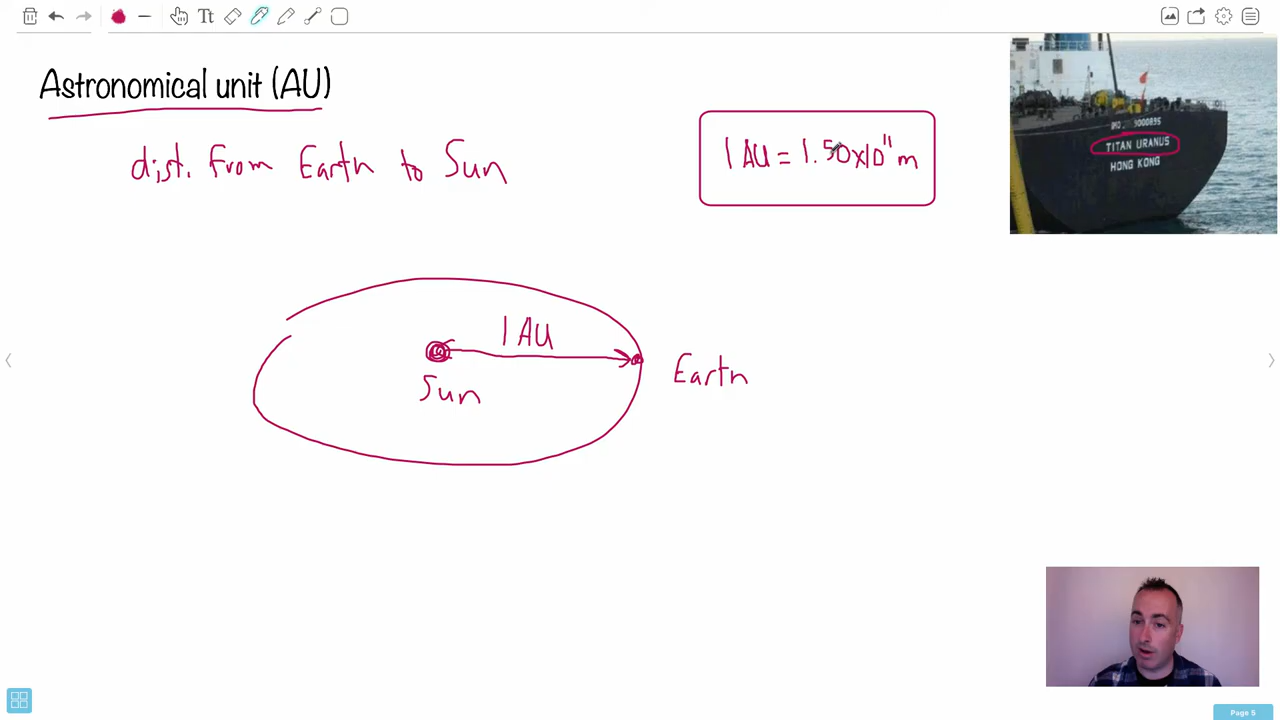 Tt
Astronomical unit (AU)
dist. from Earth to Sun
1 AU = 1.50x10¹¹ m
TITAN URANUS
HONG KONG
1 AU
Sun
Earth
Page 5